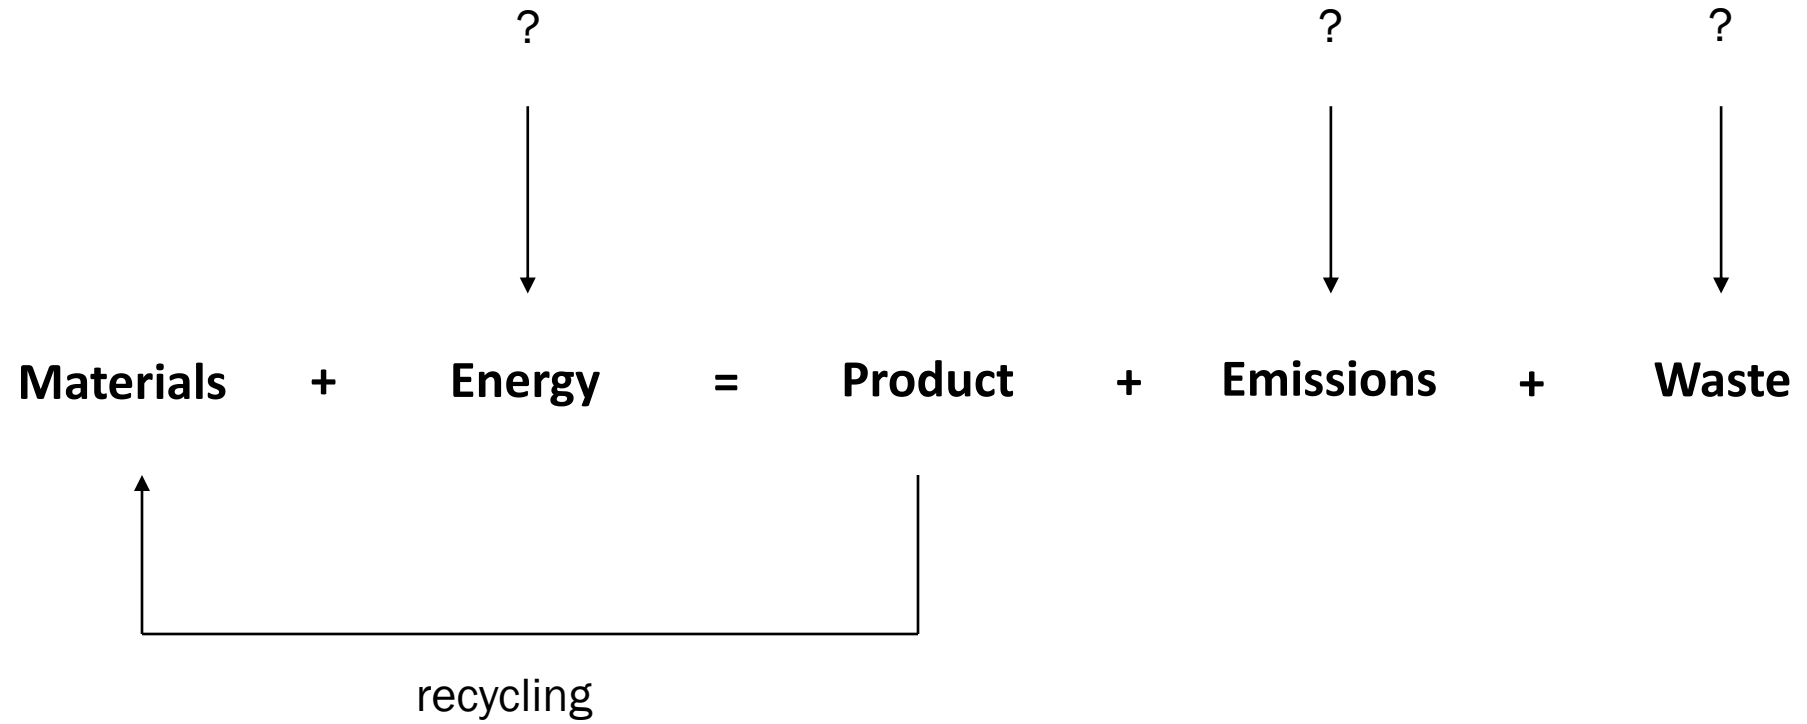 ? ? ?
Materials + Energy = Product + Emissions + Waste
recycling